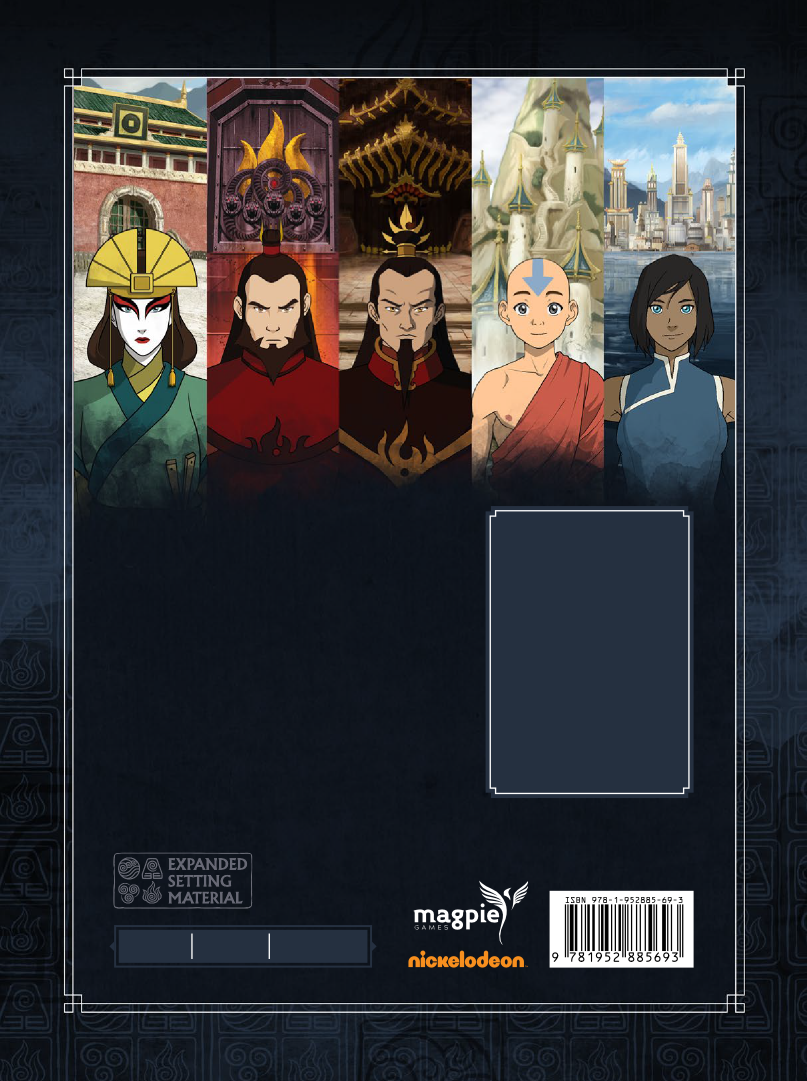 EXPANDED
SETTING
MATERIAL
magpie
GAMES
nickelodeon
ISBN 978-1-952885-69-3
9 781952 885693